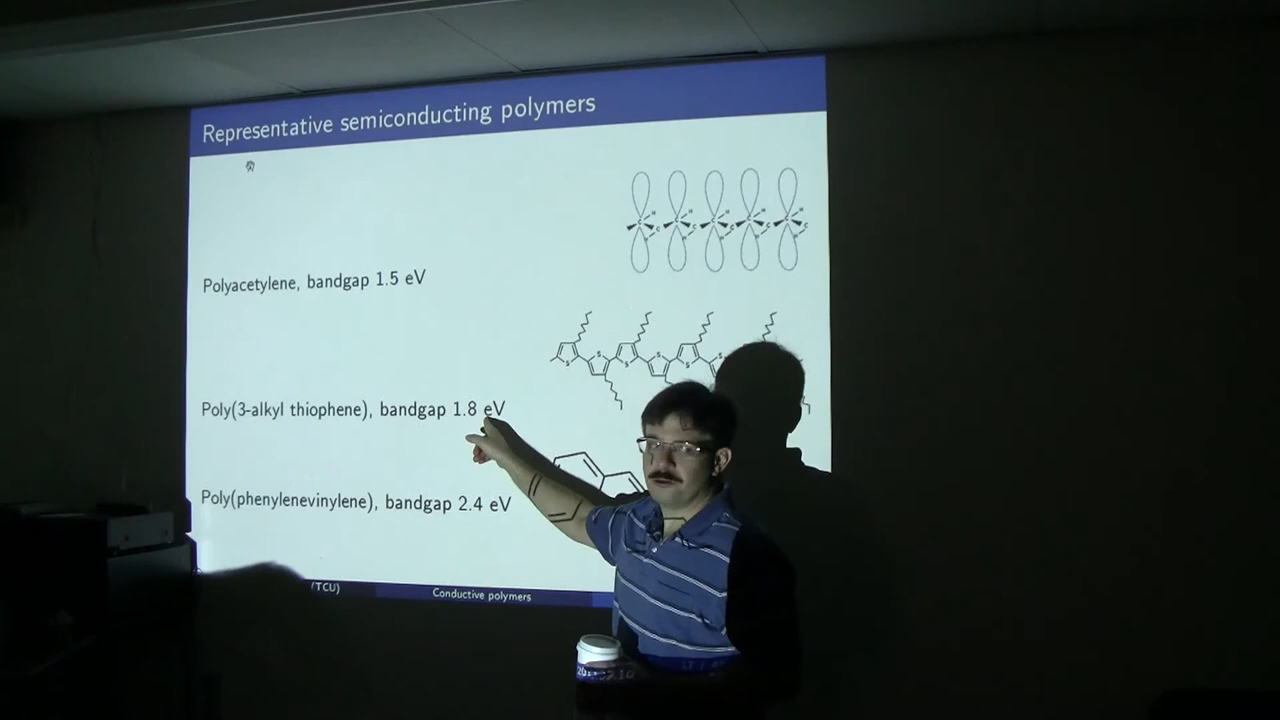 Representative semiconducting polymers
Polyacetylene, bandgap 1.5 eV
Poly(3-alkyl thiophene), bandgap 1.8 eV
Poly(phenylenevinylene), bandgap 2.4 eV
(TCU) Conductive polymers